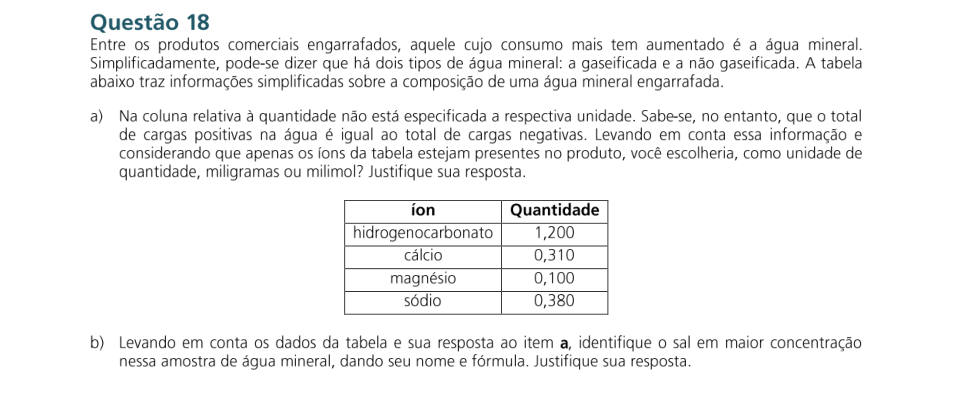 Questão 18
Entre os produtos comerciais engarrafados, aquele cujo consumo mais tem aumentado é a água mineral.
Simplificadamente, pode-se dizer que há dois tipos de água mineral: a gaseificada e a não gaseificada. A tabela
abaixo traz informações simplificadas sobre a composição de uma água mineral engarrafada.
a) Na coluna relativa à quantidade não está especificada a respectiva unidade. Sabe-se, no entanto, que o total
de cargas positivas na água é igual ao total de cargas negativas. Levando em conta essa informação e
considerando que apenas os íons da tabela estejam presentes no produto, você escolheria, como unidade de
quantidade, miligramas ou milimol? Justifique sua resposta.
íon Quantidade
hidrogenocarbonato 1,200
cálcio 0,310
magnésio 0,100
sódio 0,380
b) Levando em conta os dados da tabela e sua resposta ao item a, identifique o sal em maior concentração
nessa amostra de água mineral, dando seu nome e fórmula. Justifique sua resposta.